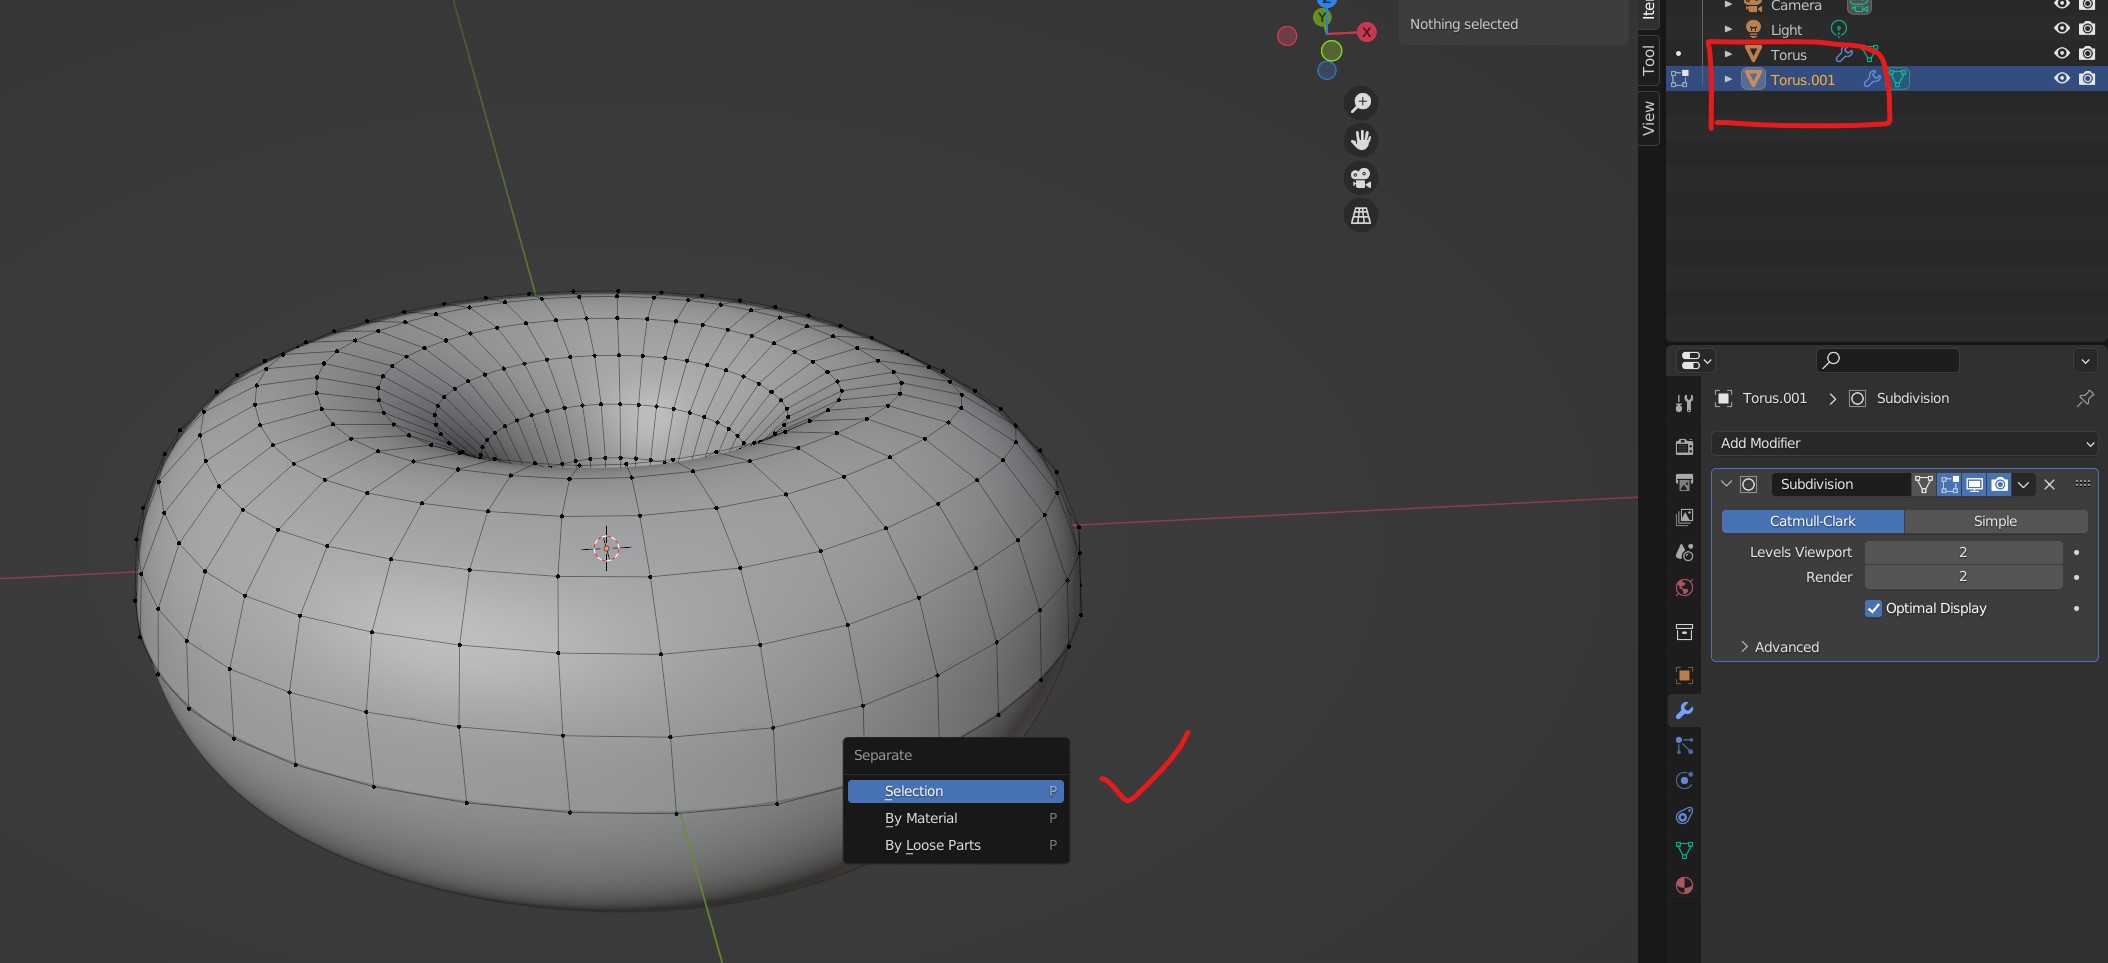 Nothing selected
Item
Tool
View
Y
X
Camera
Light
Torus
Torus.001
Torus.001 > Subdivision
Add Modifier
Subdivision
Catmull-Clark Simple
Levels Viewport 2
Render 2
Optimal Display
Advanced
Separate
Selection P
By Material P
By Loose Parts P